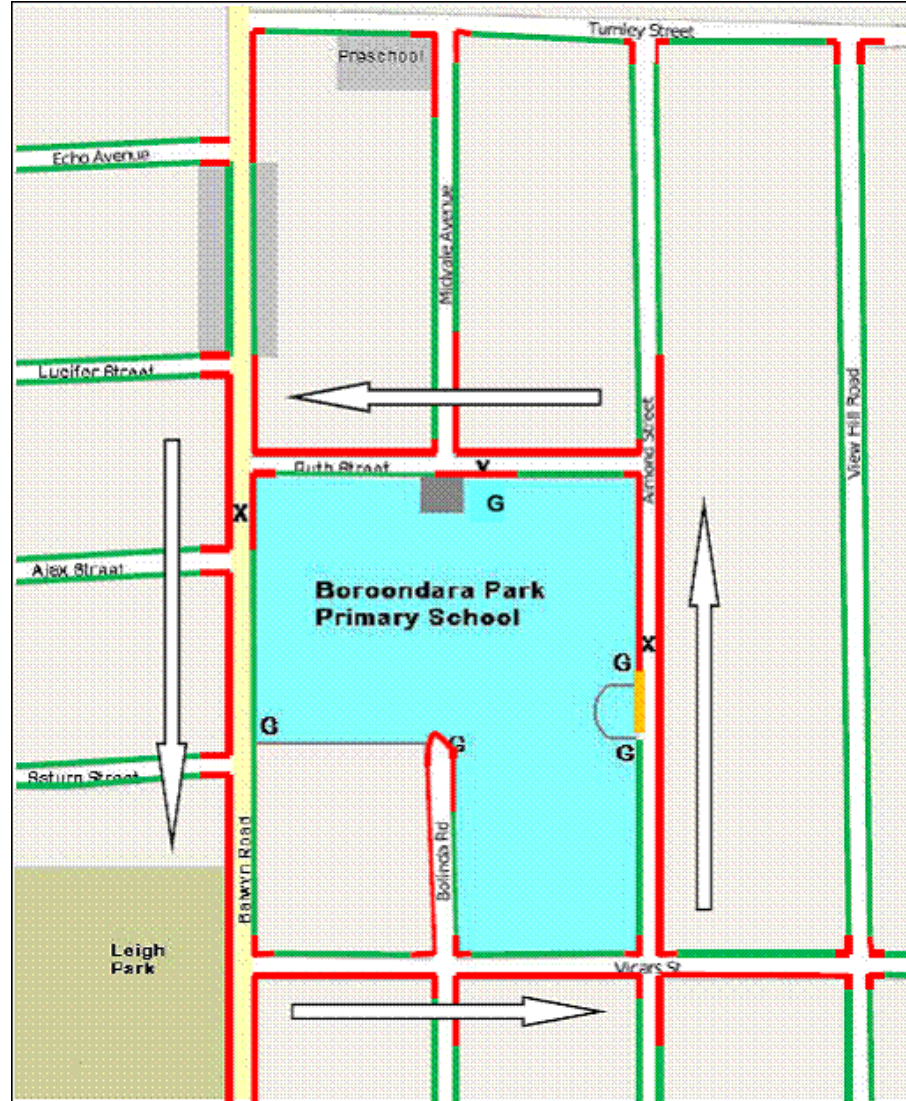 Turnley Street
Preschool
Echo Avenue
Midvale Avenue
Lucifer Street
Almond Street
View Hill Road
Ruth Street
X
X
G
Ajax Street
Boroondara Park
Primary School
X
G
G
G
G
Saturn Street
Balwyn Road
Bolinda Rd
Leigh
Park
Vicars St